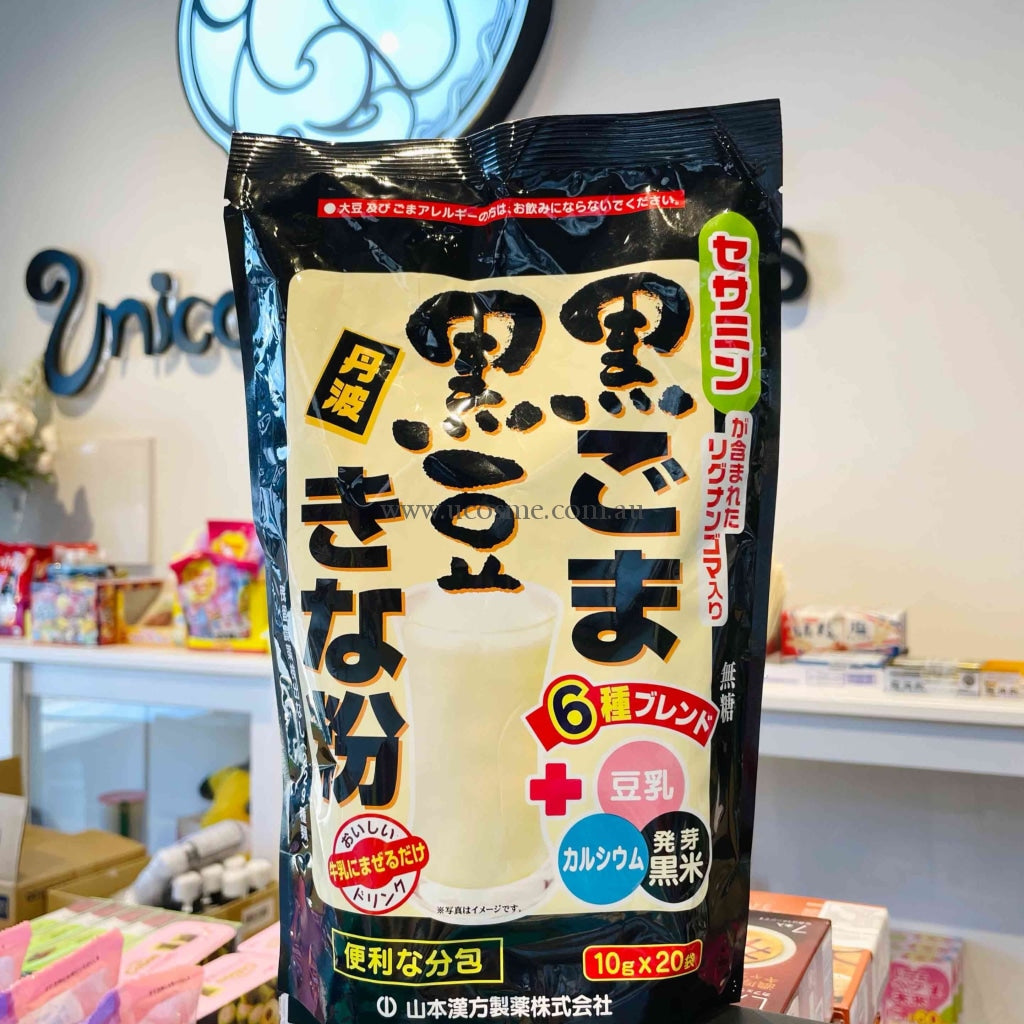 ●大豆及びごまアレルギーの方は、お飲みにならないでください。
セサミン
が含まれた
リグナンゴマ入り
黒ごま
黒豆
丹波
きな粉
www.ucosme.com.au
無糖
6種ブレンド
+
豆乳
カルシウム
発芽
黒米
おいしい
牛乳にまぜるだけ
ドリンク
※写真はイメージです。
便利な分包
10g×20袋
山本漢方製薬株式会社